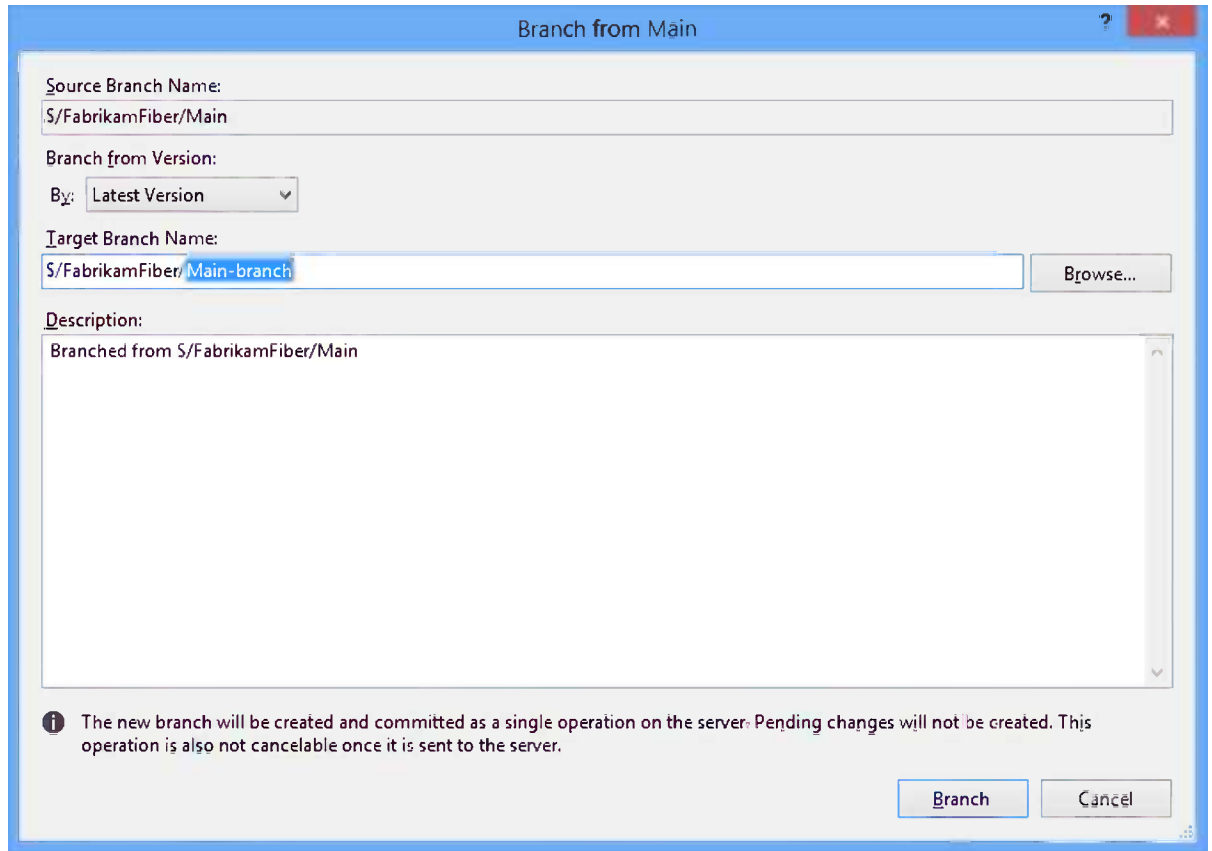 Branch from Main
?
Source Branch Name:
S/FabrikamFiber/Main
Branch from Version:
By: Latest Version
Target Branch Name:
S/FabrikamFiber/Main-branch
Browse...
Description:
Branched from S/FabrikamFiber/Main
The new branch will be created and committed as a single operation on the server. Pending changes will not be created. This
operation is also not cancelable once it is sent to the server.
Branch Cancel